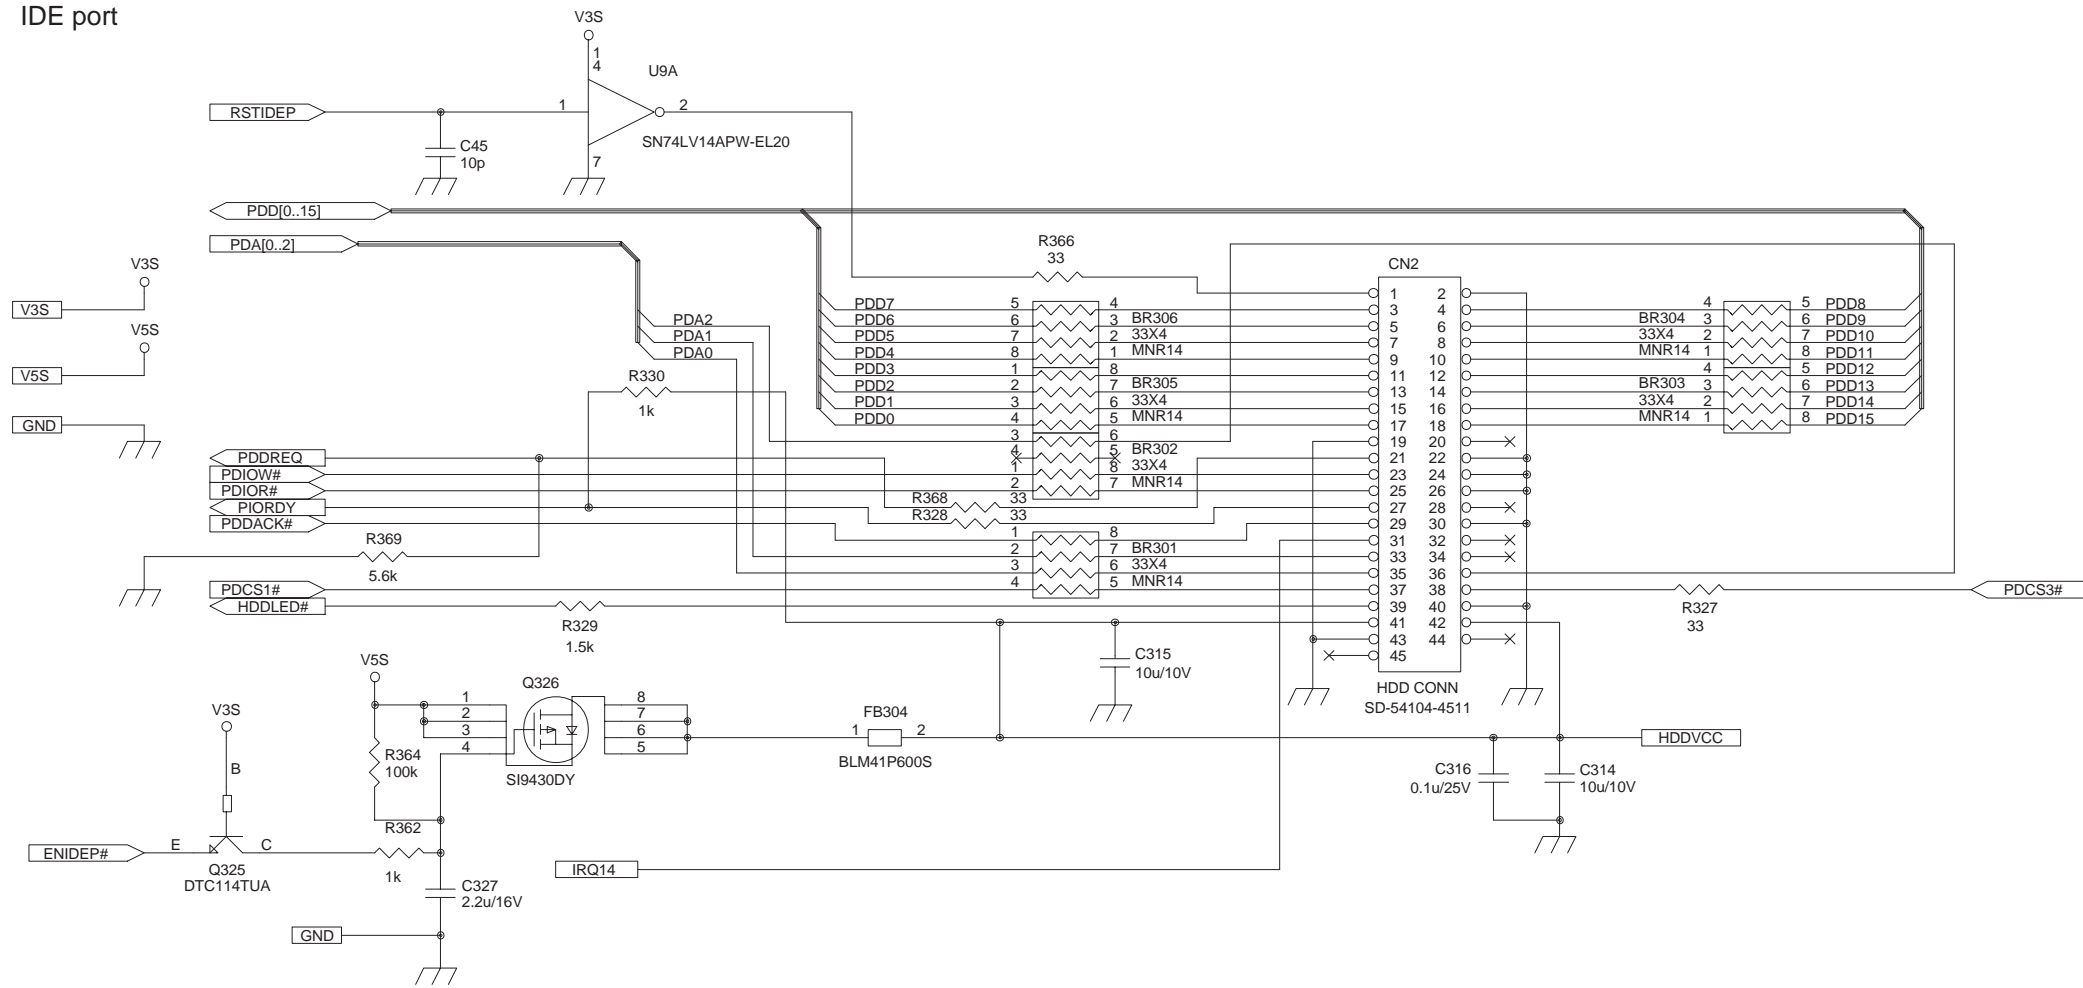 IDE port
V3S
1
4
U9A
RSTIDEP
1
2
SN74LV14APW-EL20
C45
10p
7
PDD[0..15]
PDA[0..2]
V3S
V3S
V5S
V5S
GND
R366
33
CN2
PDD7 5 4
PDD6 6 3 BR306
PDD5 7 2 33X4
PDD4 8 1 MNR14
PDD3 1 8
PDD2 2 7 BR305
PDD1 3 6 33X4
PDD0 4 5 MNR14
3 6
4 5 BR302
1 8 33X4
2 7 MNR14
PDA2
PDA1
PDA0
R330
1k
1 2
3 4
5 6
7 8
9 10
11 12
13 14
15 16
17 18
19 20
21 22
23 24
25 26
27 28
29 30
31 32
33 34
35 36
37 38
39 40
41 42
43 44
45
HDD CONN
SD-54104-4511
4 5 PDD8
BR304 3 6 PDD9
33X4 2 7 PDD10
MNR14 1 8 PDD11
4 5 PDD12
BR303 3 6 PDD13
33X4 2 7 PDD14
MNR14 1 8 PDD15
PDDREQ
PDIOW#
PDIOR#
PIORDY
PDDACK#
R368 33
R328 33
R369
5.6k
1 8
2 7 BR301
3 6 33X4
4 5 MNR14
PDCS1#
HDDLED#
R329
1.5k
PDCS3#
R327
33
C315
10u/10V
V5S
Q326
1 8
2 7
3 6
4 5
SI9430DY
R364
100k
FB304
1 2
BLM41P600S
HDDVCC
C316
0.1u/25V
C314
10u/10V
V3S
B
R362
1k
ENIDEP#
E
C
Q325
DTC114TUA
C327
2.2u/16V
IRQ14
GND